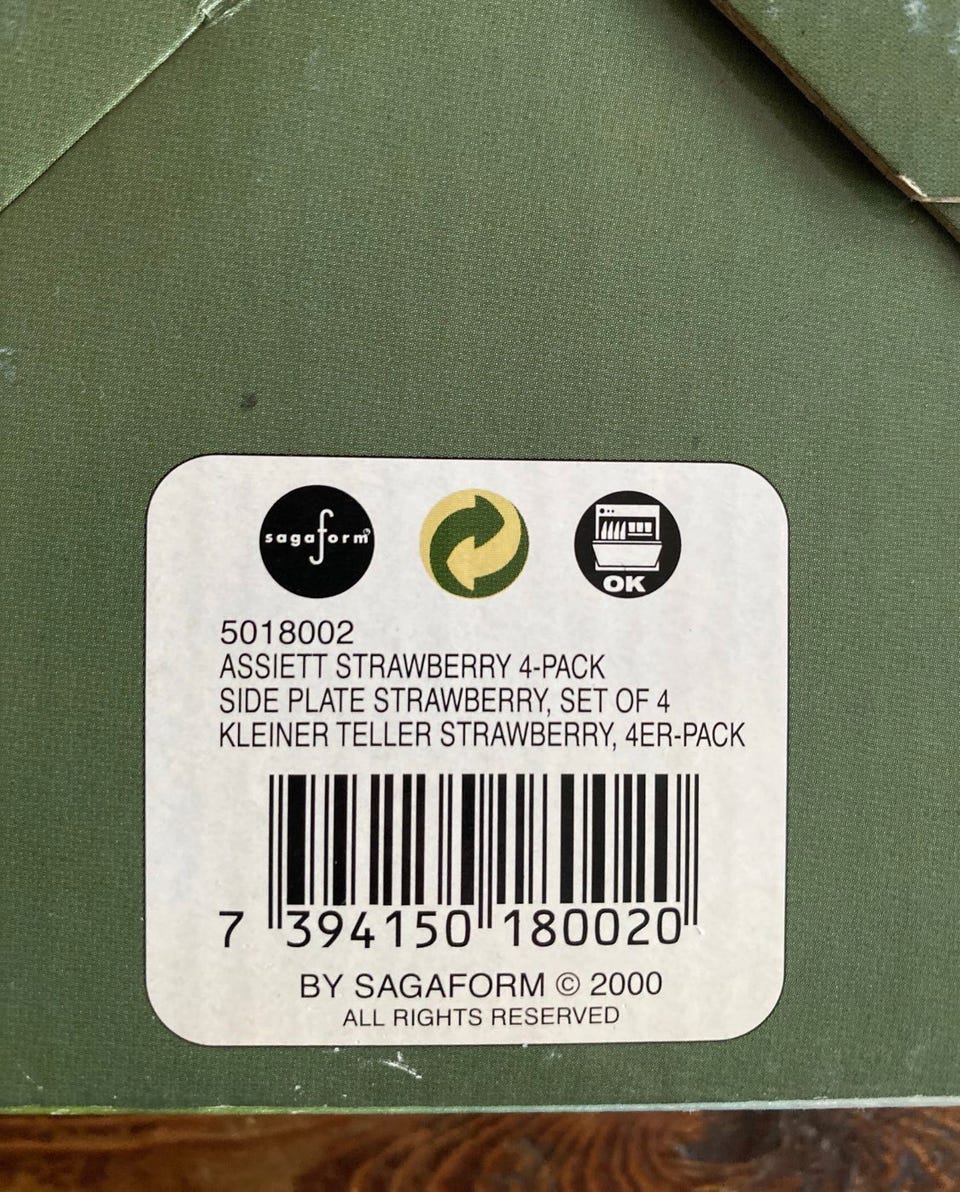 sagaform®
OK
5018002
ASSIETT STRAWBERRY 4-PACK
SIDE PLATE STRAWBERRY, SET OF 4
KLEINER TELLER STRAWBERRY, 4ER-PACK
7 394150 180020
BY SAGAFORM © 2000
ALL RIGHTS RESERVED